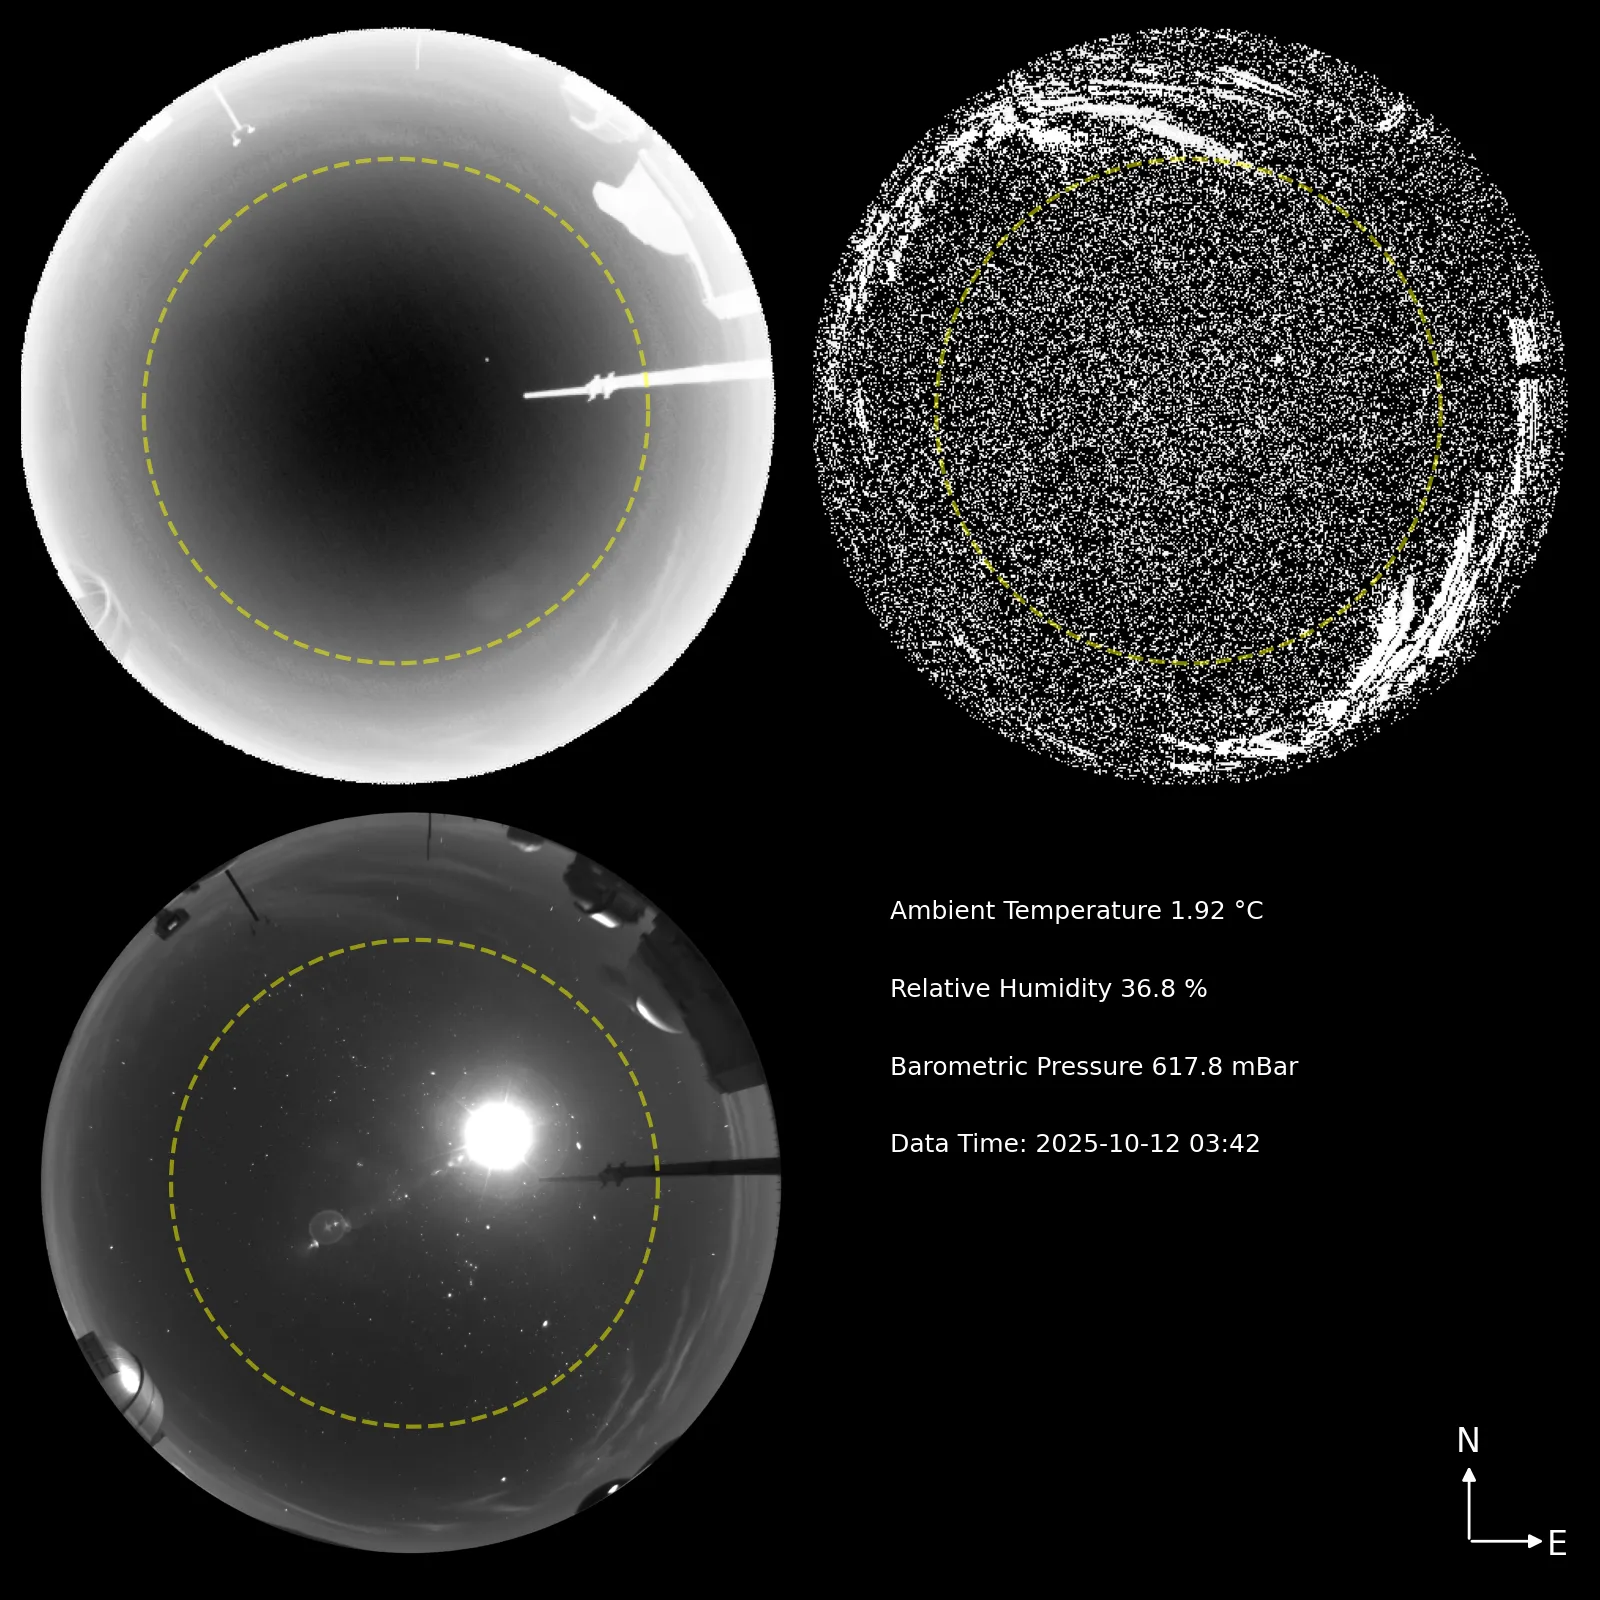 Ambient Temperature 1.92 °C
Relative Humidity 36.8 %
Barometric Pressure 617.8 mBar
Data Time: 2025-10-12 03:42
N
E